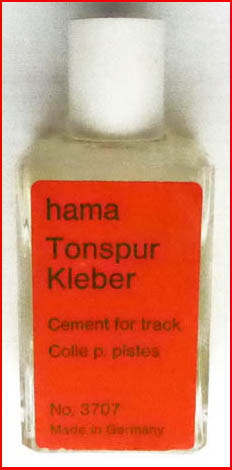 hama
Tonspur
Kleber
Cement for track
Colle p. pistes
No. 3707
Made in Germany